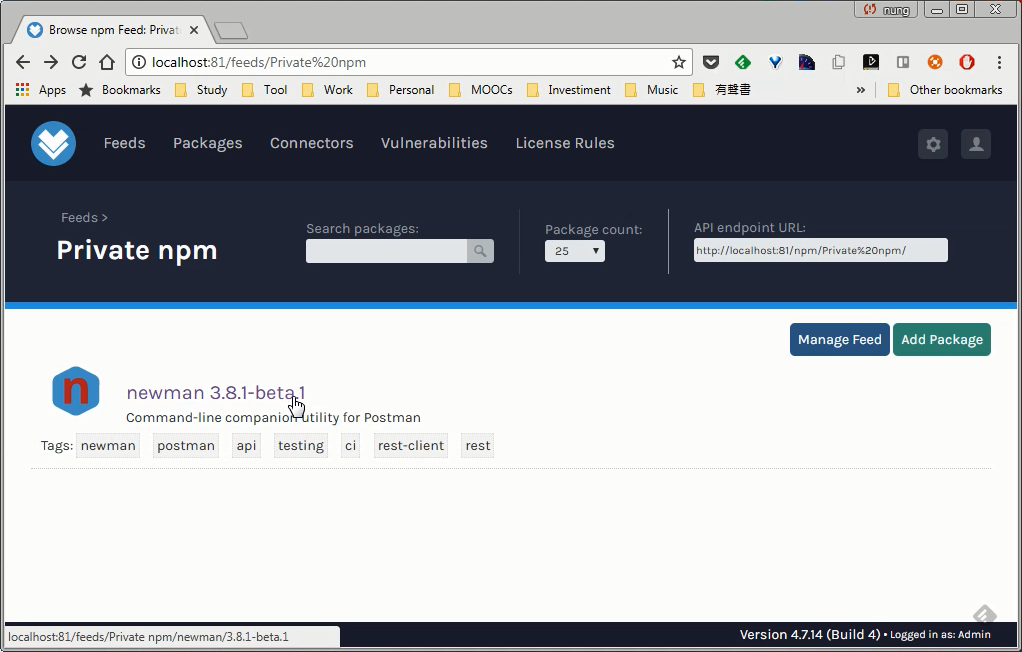 nung
Browse npm Feed: Privat
localhost:81/feeds/Private%20npm
Apps Bookmarks Study Tool Work Personal MOOCs Investiment Music 有聲書 » Other bookmarks
Feeds Packages Connectors Vulnerabilities License Rules
Feeds >
Private npm
Search packages:
Package count:
25
API endpoint URL:
http://localhost:81/npm/Private%20npm/
Manage Feed Add Package
n
newman 3.8.1-beta.1
Command-line companion utility for Postman
Tags: newman postman api testing ci rest-client rest
localhost:81/feeds/Private npm/newman/3.8.1-beta.1
Version 4.7.14 (Build 4) • Logged in as: Admin